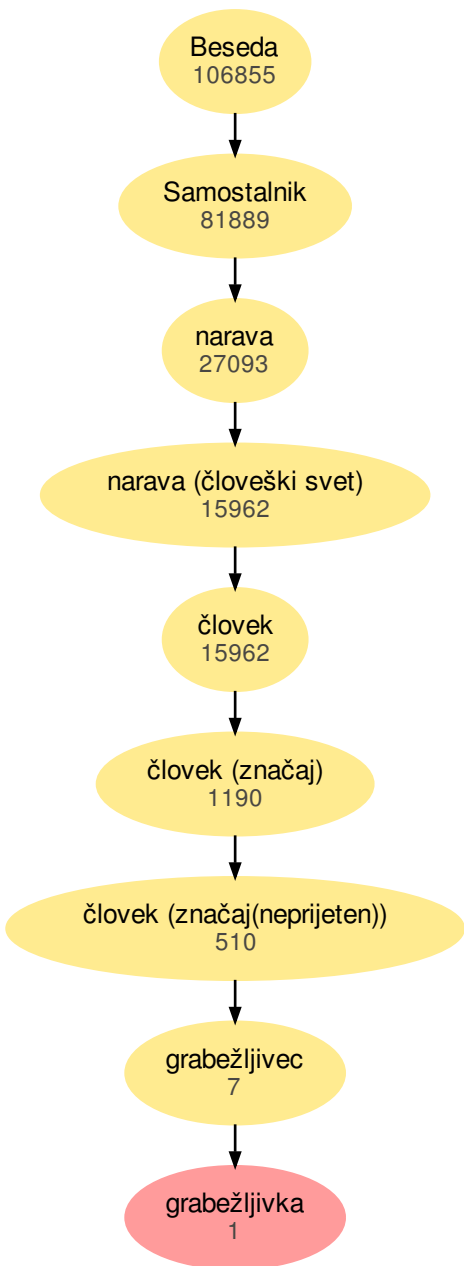 Beseda
106855
Samostalnik
81889
narava
27093
narava (človeški svet)
15962
človek
15962
človek (značaj)
1190
človek (značaj(neprijeten))
510
grabežljivec
7
grabežljivka
1